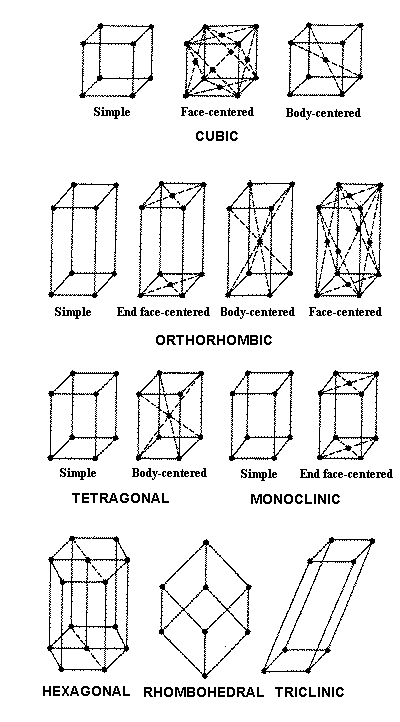 Simple Face-centered Body-centered
CUBIC
Simple End face-centered Body-centered Face-centered
ORTHORHOMBIC
Simple Body-centered Simple End face-centered
TETRAGONAL MONOCLINIC
HEXAGONAL RHOMBOHEDRAL TRICLINIC